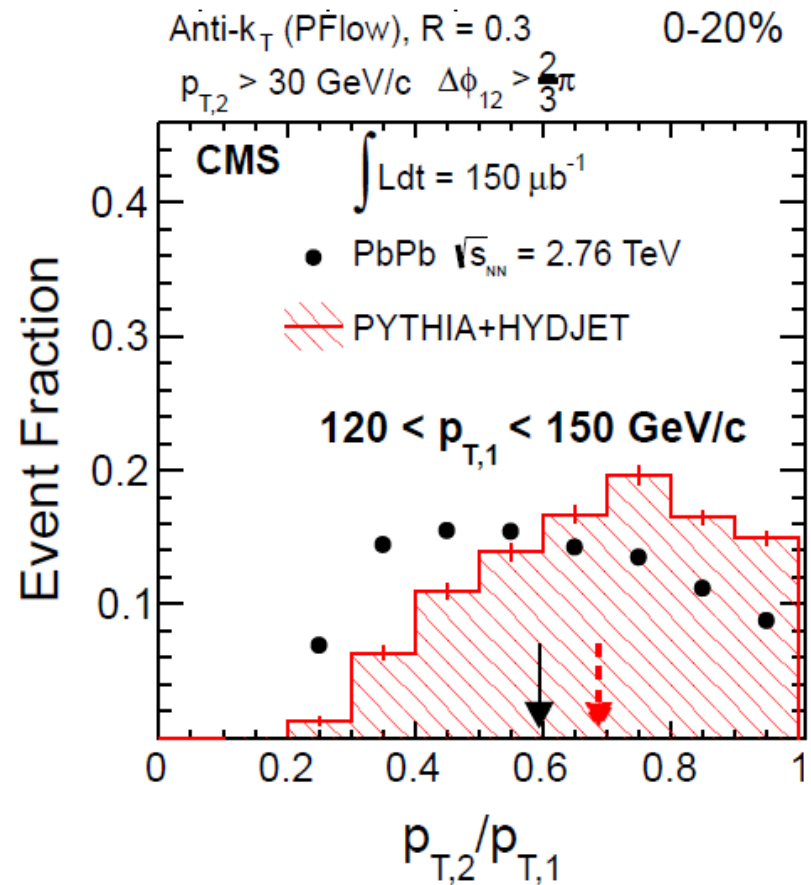 Anti-k_T (PFlow), R = 0.3 0-20%
p_T,2 > 30 GeV/c Δϕ_12 > 2/3 π
CMS ∫ Ldt = 150 μb^-1
PbPb √s_NN = 2.76 TeV
PYTHIA+HYDJET
120 < p_T,1 < 150 GeV/c
Event Fraction
0.4
0.3
0.2
0.1
0 0.2 0.4 0.6 0.8 1
p_T,2/p_T,1